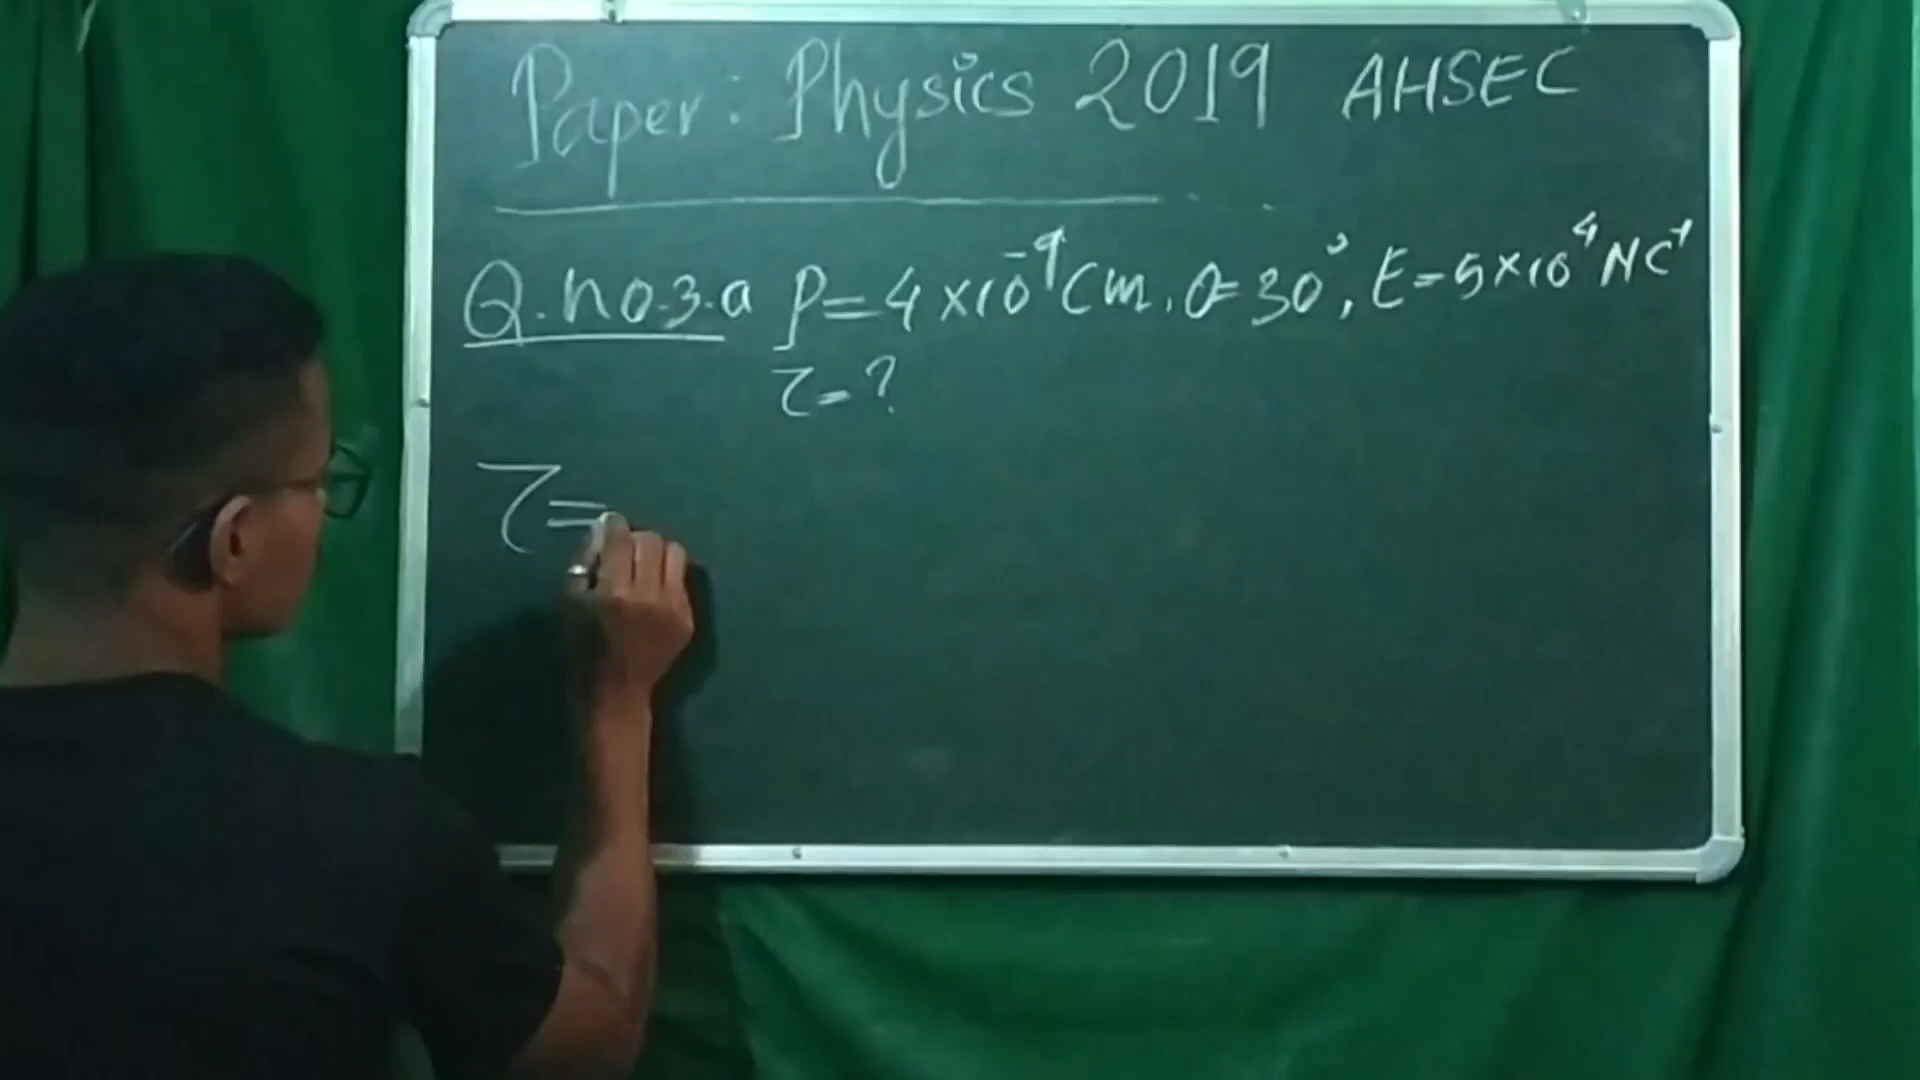 Paper: Physics 2019 AHSEC
Q.no.3.a p = 4 × 10⁻⁹ Cm, θ = 30°, E = 5 × 10⁴ NC⁻¹
τ = ?
τ =